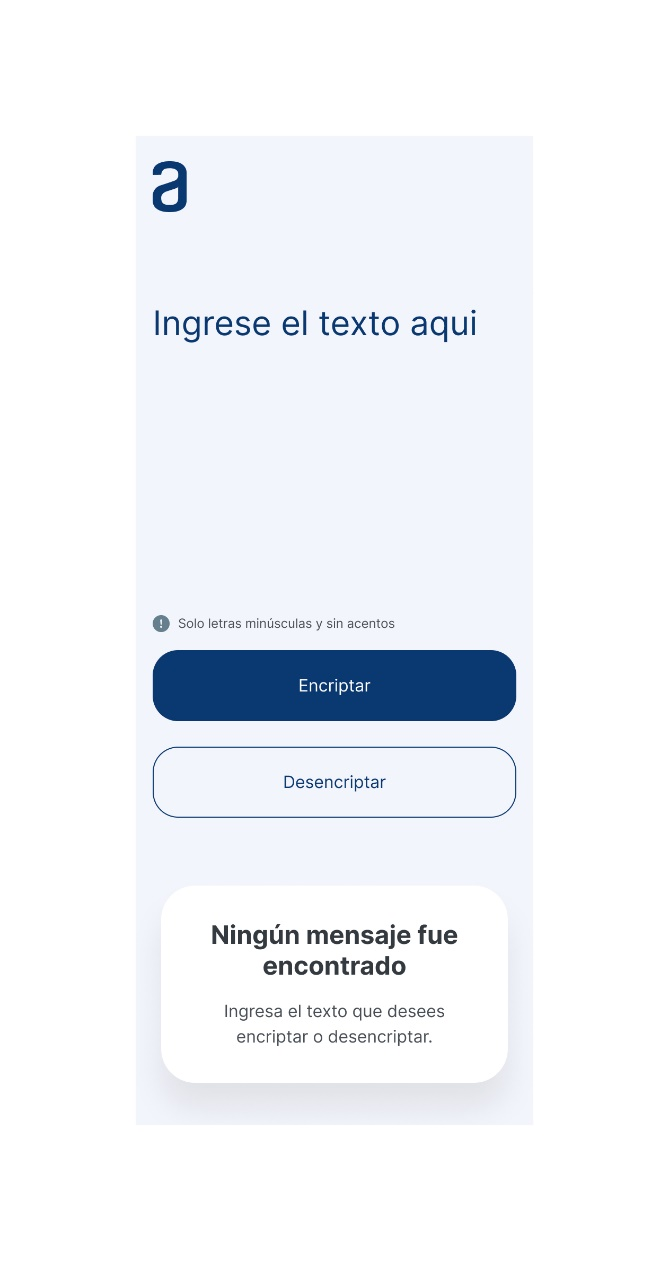 a
Ingrese el texto aqui
! Solo letras minúsculas y sin acentos
Encriptar
Desencriptar
Ningún mensaje fue
encontrado
Ingresa el texto que desees
encriptar o desencriptar.